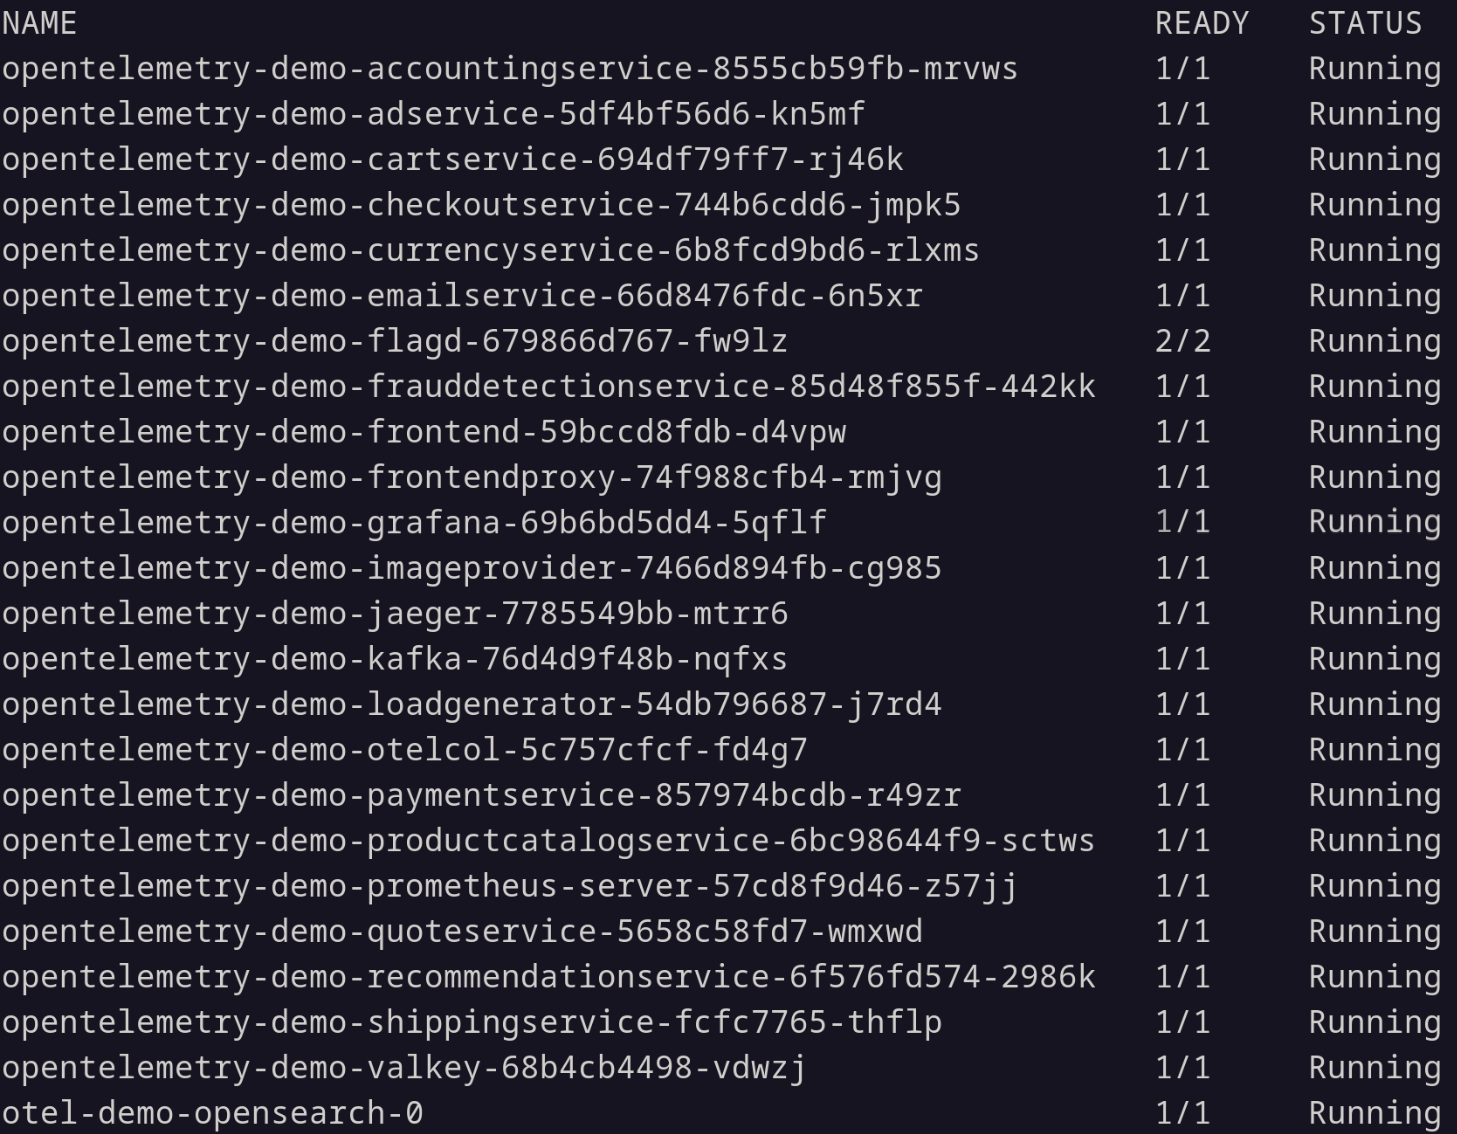 NAME READY STATUS
opentelemetry-demo-accountingservice-8555cb59fb-mrvws 1/1 Running
opentelemetry-demo-adservice-5df4bf56d6-kn5mf 1/1 Running
opentelemetry-demo-cartservice-694df79ff7-rj46k 1/1 Running
opentelemetry-demo-checkoutservice-744b6cdd6-jmpk5 1/1 Running
opentelemetry-demo-currencyservice-6b8fcd9bd6-rlxms 1/1 Running
opentelemetry-demo-emailservice-66d8476fdc-6n5xr 1/1 Running
opentelemetry-demo-flagd-679866d767-fw9lz 2/2 Running
opentelemetry-demo-frauddetectionservice-85d48f855f-442kk 1/1 Running
opentelemetry-demo-frontend-59bccd8fdb-d4vpw 1/1 Running
opentelemetry-demo-frontendproxy-74f988cfb4-rmjvg 1/1 Running
opentelemetry-demo-grafana-69b6bd5dd4-5qflf 1/1 Running
opentelemetry-demo-imageprovider-7466d894fb-cg985 1/1 Running
opentelemetry-demo-jaeger-7785549bb-mtrr6 1/1 Running
opentelemetry-demo-kafka-76d4d9f48b-nqfxs 1/1 Running
opentelemetry-demo-loadgenerator-54db796687-j7rd4 1/1 Running
opentelemetry-demo-otelcol-5c757cfcf-fd4g7 1/1 Running
opentelemetry-demo-paymentservice-857974bcdb-r49zr 1/1 Running
opentelemetry-demo-productcatalogservice-6bc98644f9-sctws 1/1 Running
opentelemetry-demo-prometheus-server-57cd8f9d46-z57jj 1/1 Running
opentelemetry-demo-quoteservice-5658c58fd7-wmxwd 1/1 Running
opentelemetry-demo-recommendationservice-6f576fd574-2986k 1/1 Running
opentelemetry-demo-shippingservice-fcfc7765-thflp 1/1 Running
opentelemetry-demo-valkey-68b4cb4498-vdwzj 1/1 Running
otel-demo-opensearch-0 1/1 Running